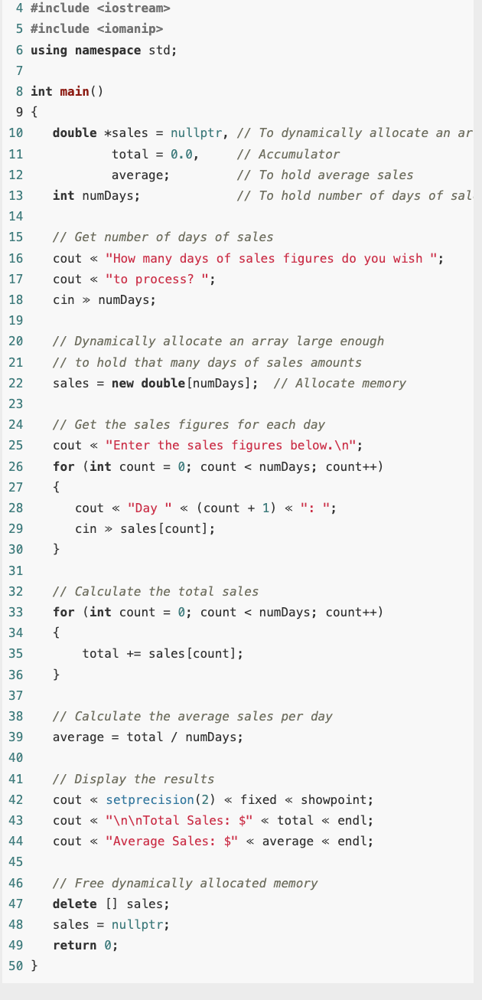 4 #include <iostream>
5 #include <iomanip>
6 using namespace std;
7
8 int main()
9 {
10    double *sales = nullptr, // To dynamically allocate an ar
11            total = 0.0,     // Accumulator
12            average;         // To hold average sales
13    int numDays;             // To hold number of days of sal
14
15    // Get number of days of sales
16    cout « "How many days of sales figures do you wish ";
17    cout « "to process? ";
18    cin » numDays;
19
20    // Dynamically allocate an array large enough
21    // to hold that many days of sales amounts
22    sales = new double[numDays];  // Allocate memory
23
24    // Get the sales figures for each day
25    cout « "Enter the sales figures below.\n";
26    for (int count = 0; count < numDays; count++)
27    {
28       cout « "Day " « (count + 1) « ": ";
29       cin » sales[count];
30    }
31
32    // Calculate the total sales
33    for (int count = 0; count < numDays; count++)
34    {
35        total += sales[count];
36    }
37
38    // Calculate the average sales per day
39    average = total / numDays;
40
41    // Display the results
42    cout « setprecision(2) « fixed « showpoint;
43    cout « "\n\nTotal Sales: $" « total « endl;
44    cout « "Average Sales: $" « average « endl;
45
46    // Free dynamically allocated memory
47    delete [] sales;
48    sales = nullptr;
49    return 0;
50 }